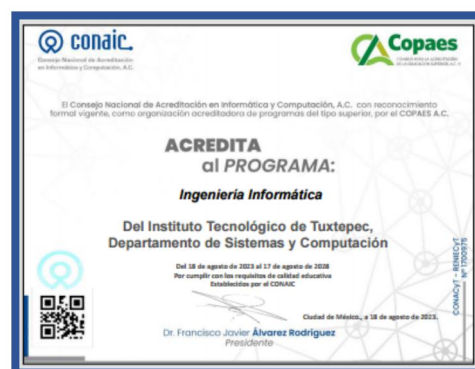 conaic.
Consejo Nacional de Acreditación
en Informática y Computación, A.C.
Copaes
El Consejo Nacional de Acreditación en Informática y Computación, A.C. con reconocimiento
formal vigente, como organización acreditadora de programas del tipo superior, por el COPAES A.C.
ACREDITA
al PROGRAMA:
Ingeniería Informática
Del Instituto Tecnológico de Tuxtepec,
Departamento de Sistemas y Computación
Del 18 de agosto de 2023 al 17 de agosto de 2028
Por cumplir con los requisitos de calidad educativa
Establecidos por el CONAIC
Ciudad de México., a 18 de agosto de 2023.
Dr. Francisco Javier Álvarez Rodríguez
Presidente
CONACyT - RENIECyT
N° 1700975